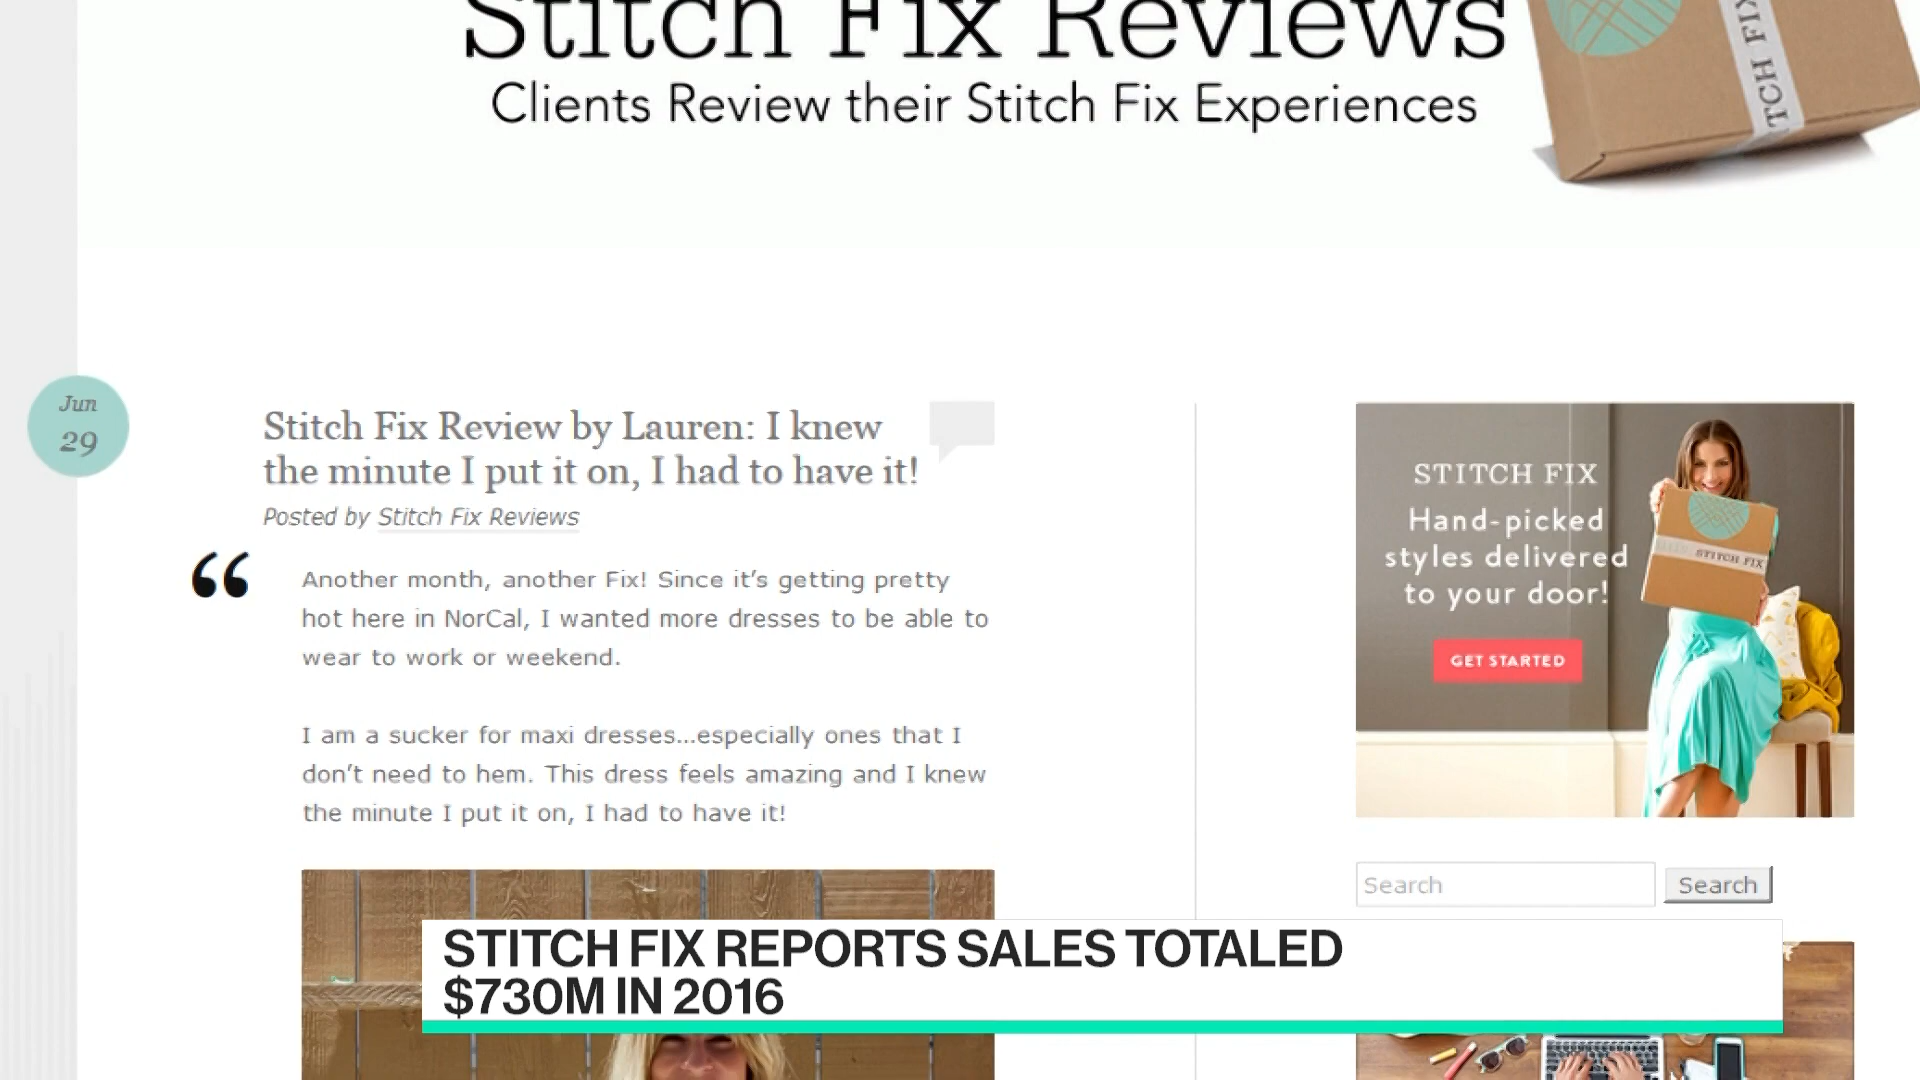 Stitch Fix Reviews
Clients Review their Stitch Fix Experiences
TCH FIX
Jun
29
Stitch Fix Review by Lauren: I knew
the minute I put it on, I had to have it!
Posted by Stitch Fix Reviews
“
Another month, another Fix! Since it’s getting pretty
hot here in NorCal, I wanted more dresses to be able to
wear to work or weekend.
I am a sucker for maxi dresses...especially ones that I
don’t need to hem. This dress feels amazing and I knew
the minute I put it on, I had to have it!
STITCH FIX
Hand-picked
styles delivered
to your door!
GET STARTED
STITCH FIX
Search
Search
STITCH FIX REPORTS SALES TOTALED
$730M IN 2016